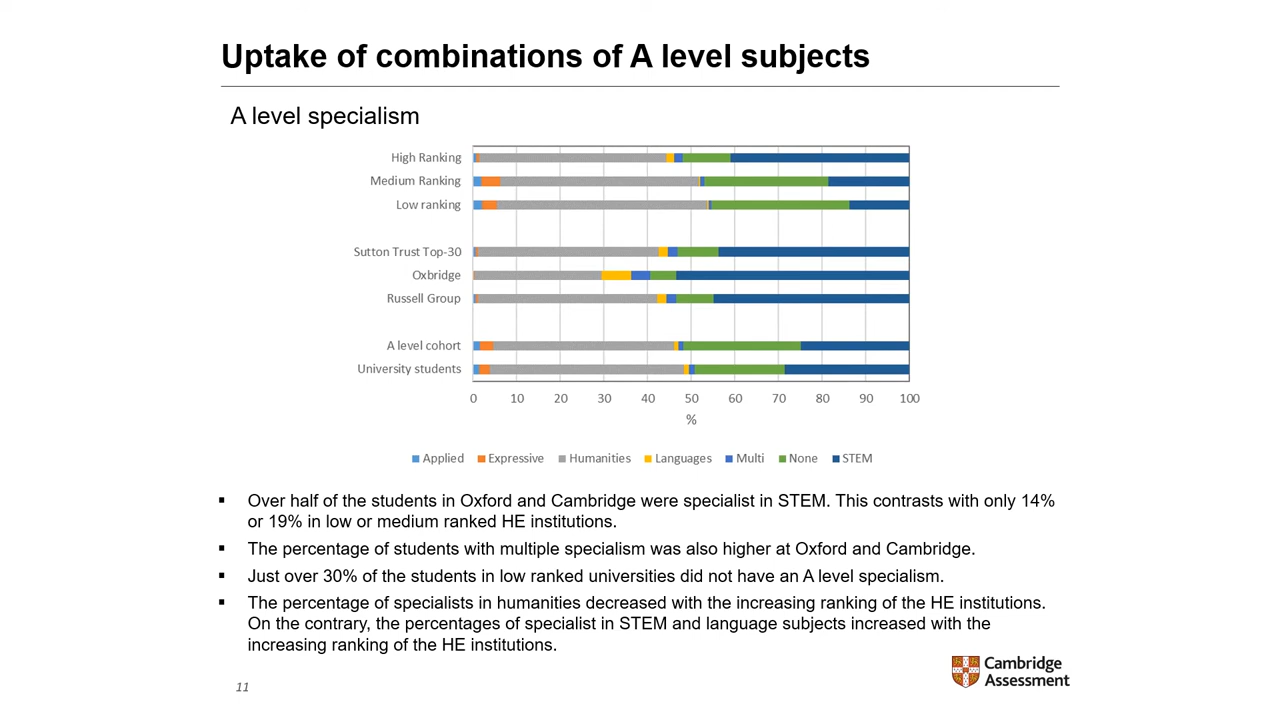 Uptake of combinations of A level subjects
A level specialism
High Ranking
Medium Ranking
Low ranking
Sutton Trust Top-30
Oxbridge
Russell Group
A level cohort
University students
0 10 20 30 40 50 60 70 80 90 100
%
Applied Expressive Humanities Languages Multi None STEM
▪ Over half of the students in Oxford and Cambridge were specialist in STEM. This contrasts with only 14%
or 19% in low or medium ranked HE institutions.
▪ The percentage of students with multiple specialism was also higher at Oxford and Cambridge.
▪ Just over 30% of the students in low ranked universities did not have an A level specialism.
▪ The percentage of specialists in humanities decreased with the increasing ranking of the HE institutions.
On the contrary, the percentages of specialist in STEM and language subjects increased with the
increasing ranking of the HE institutions.
Cambridge
Assessment
11